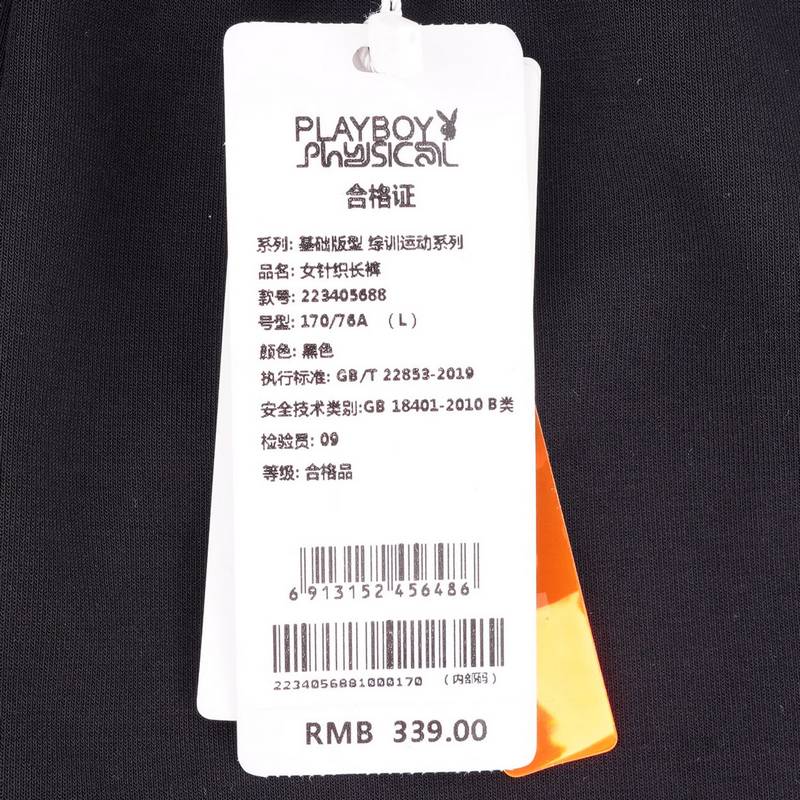 PLAYBOY
PhYSICAL
合格证
系列: 基础版型 综训运动系列
品名: 女针织长裤
款号: 223405688
号型: 170/76A （L）
颜色: 黑色
执行标准: GB/T 22853-2019
安全技术类别:GB 18401-2010 B类
检验员: 09
等级: 合格品
6 913152 456486
2234056881000170 （内部码）
RMB 339.00